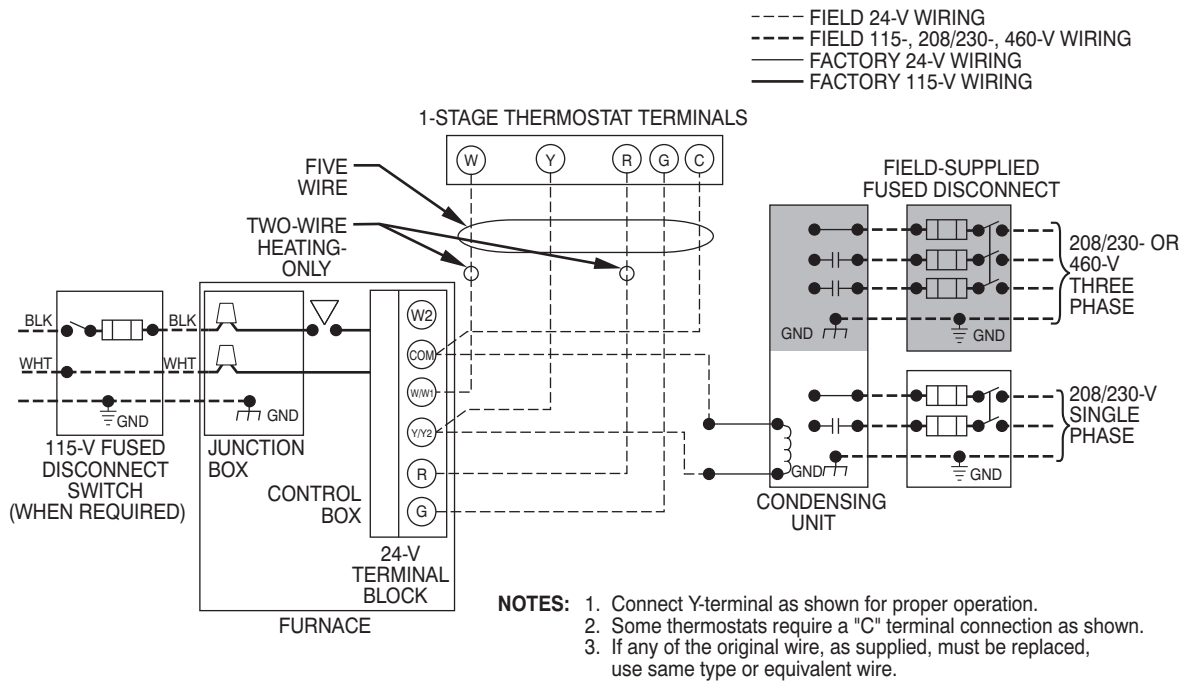 FIELD 24-V WIRING
FIELD 115-, 208/230-, 460-V WIRING
FACTORY 24-V WIRING
FACTORY 115-V WIRING
1-STAGE THERMOSTAT TERMINALS
W Y R G C
FIVE
WIRE
TWO-WIRE
HEATING-
ONLY
FIELD-SUPPLIED
FUSED DISCONNECT
208/230- OR
460-V
THREE
PHASE
GND
GND
BLK
BLK
WHT
WHT
GND
GND
115-V FUSED
DISCONNECT
SWITCH
(WHEN REQUIRED)
JUNCTION
BOX
CONTROL
BOX
W2
COM
W/W1
Y/Y2
R
G
24-V
TERMINAL
BLOCK
FURNACE
208/230-V
SINGLE
PHASE
GND
GND
CONDENSING
UNIT
NOTES: 1. Connect Y-terminal as shown for proper operation.
2. Some thermostats require a "C" terminal connection as shown.
3. If any of the original wire, as supplied, must be replaced,
use same type or equivalent wire.